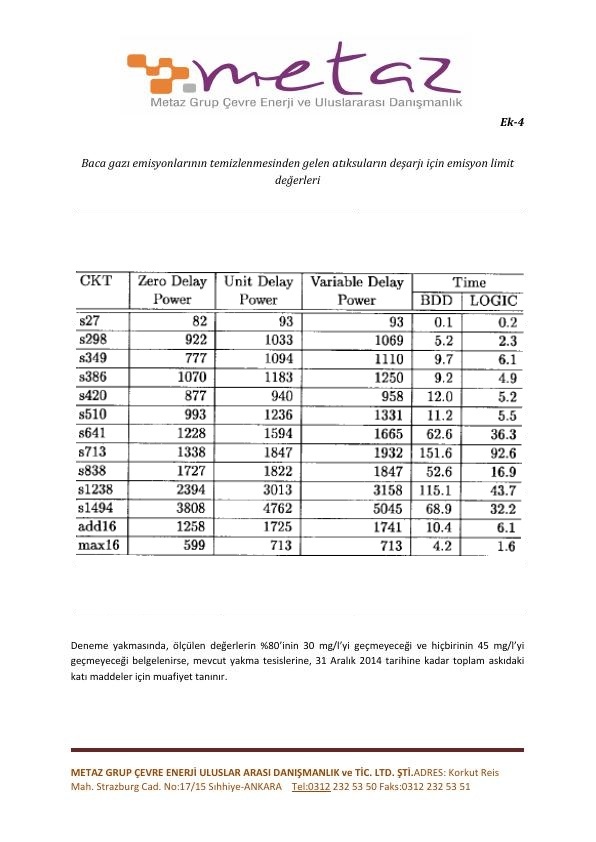 metaz
Metaz Grup Çevre Enerji ve Uluslararası Danışmanlık
Ek-4
Baca gazı emisyonlarının temizlenmesinden gelen atıksuların deşarjı için emisyon limit
değerleri
CKT Zero Delay Power Unit Delay Power Variable Delay Power Time
BDD LOGIC
s27 82 93 93 0.1 0.2
s298 922 1033 1069 5.2 2.3
s349 777 1094 1110 9.7 6.1
s386 1070 1183 1250 9.2 4.9
s420 877 940 958 12.0 5.2
s510 993 1236 1331 11.2 5.5
s641 1228 1594 1665 62.6 36.3
s713 1338 1847 1932 151.6 92.6
s838 1727 1822 1847 52.6 16.9
s1238 2394 3013 3158 115.1 43.7
s1494 3808 4762 5045 68.9 32.2
add16 1258 1725 1741 10.4 6.1
max16 599 713 713 4.2 1.6
Deneme yakmasında, ölçülen değerlerin %80’inin 30 mg/l’yi geçmeyeceği ve hiçbirinin 45 mg/l’yi
geçmeyeceği belgelenirse, mevcut yakma tesislerine, 31 Aralık 2014 tarihine kadar toplam askıdaki
katı maddeler için muafiyet tanınır.
METAZ GRUP ÇEVRE ENERJİ ULUSLAR ARASI DANIŞMANLIK ve TİC. LTD. ŞTİ.ADRES: Korkut Reis
Mah. Strazburg Cad. No:17/15 Sıhhiye-ANKARA Tel:0312 232 53 50 Faks:0312 232 53 51